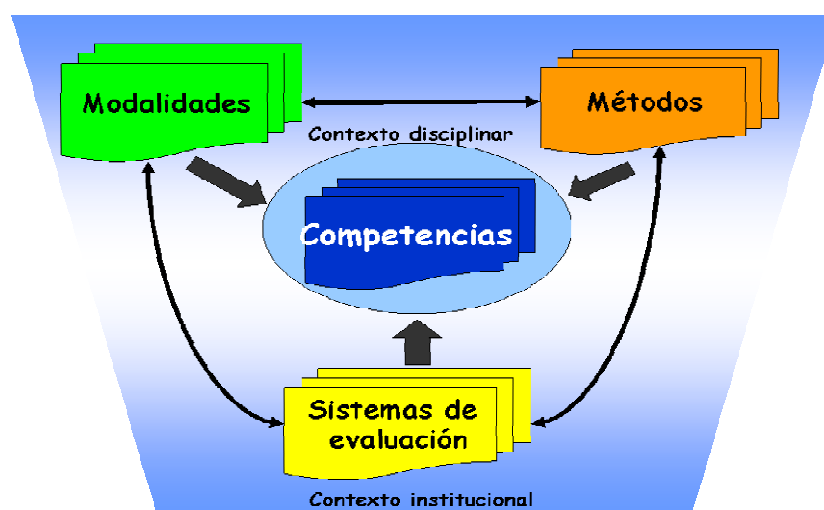 Modalidades
Métodos
Contexto disciplinar
Competencias
Sistemas de
evaluación
Contexto institucional